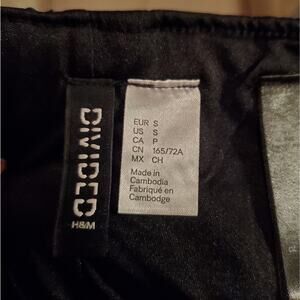 DIVIDED
H&M
EUR S
US S
CA P
CN 165/72A
MX CH
Made in
Cambodia
Fabriqué en
Cambodge